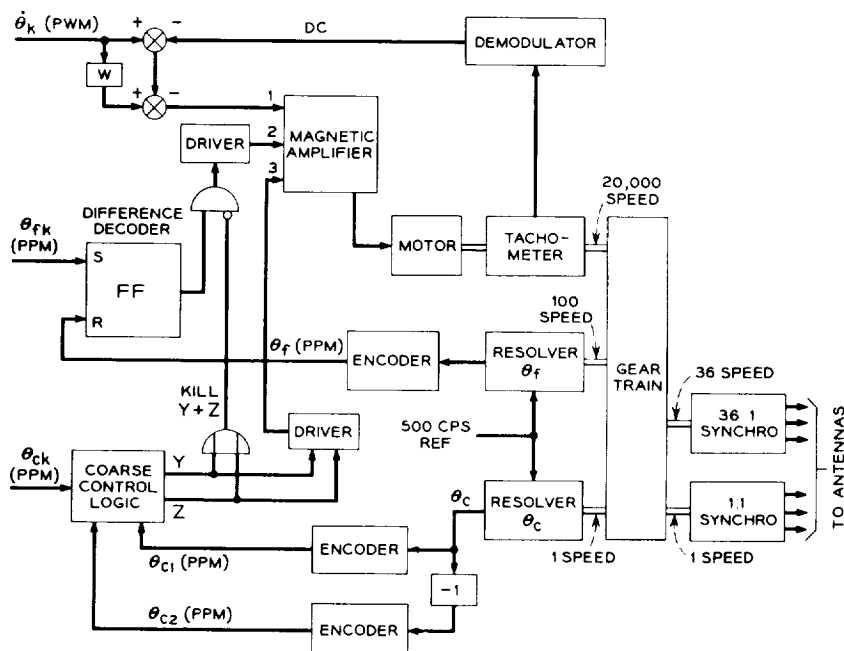 θ̇k (PWM)
+
−
DC
DEMODULATOR
W
+
−
1
2
3
MAGNETIC
AMPLIFIER
DRIVER
20,000
SPEED
DIFFERENCE
DECODER
θfk
(PPM)
S
FF
R
MOTOR
TACHO-
METER
100
SPEED
θf (PPM)
ENCODER
RESOLVER
θf
GEAR
TRAIN
36 SPEED
KILL
Y + Z
500 CPS
REF
36 1
SYNCHRO
DRIVER
θck
(PPM)
COARSE
CONTROL
LOGIC
Y
Z
θc
RESOLVER
θc
1:1
SYNCHRO
TO ANTENNAS
θc1 (PPM)
ENCODER
1 SPEED
1 SPEED
−1
θc2 (PPM)
ENCODER